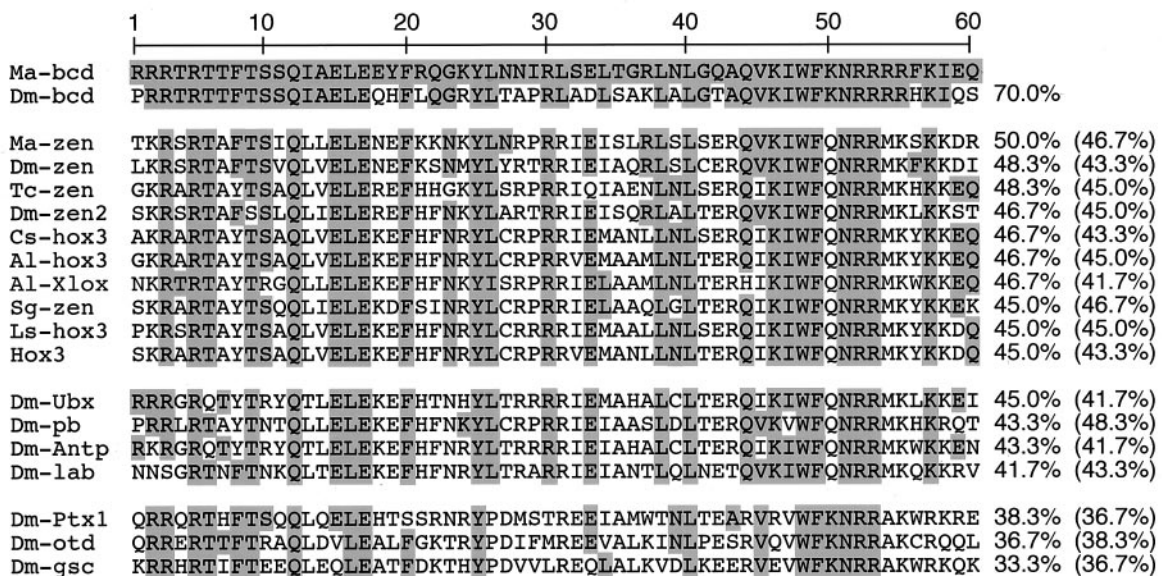 1 10 20 30 40 50 60
Ma-bcd RRRTRTTFTSSQIAELEEYFRQGKYLNNIRLSELTGRLNLGQAQVKIWFKNRRRRFKIEQ
Dm-bcd PRRTRTTFTSSQIAELEQHFLQGRYLTAPRLADLSAKLALGTAQVKIWFKNRRRRHKIQS 70.0%
Ma-zen TKRSRTAFTSIQLLELENEFKKNKYLNRPRRIEISLRLSLSERQVKIWFQNRRMKSKKDR 50.0% (46.7%)
Dm-zen LKRSRTAFTSVQLVELENEFKSNMYLYRTRRIEIAQRLSLCERQVKIWFQNRRMKFKKDI 48.3% (43.3%)
Tc-zen GKRARTAYTSAQLVELEREFHHGKYLSRPRRIQIAENLNLSERQIKIWFQNRRMKHKKEQ 48.3% (45.0%)
Dm-zen2 SKRSRTAFSSLQLIELEREFHFNKYLARTRRIEISQRLALTERQVKIWFQNRRMKLKKST 46.7% (45.0%)
Cs-hox3 AKRARTAYTSAQLVELEKEFHFNRYLCRPRRIEMANLLNLSERQIKIWFQNRRMKYKKEQ 46.7% (43.3%)
Al-hox3 GKRARTAYTSAQLVELEKEFHFNRYLCRPRRVEMAAMLNLTERQIKIWFQNRRMKYKKEQ 46.7% (45.0%)
Al-Xlox NKRTRTAYTRGQLLELEKEFHFNKYISRPRRIELAAMLNLTERHIKIWFQNRRMKWKKEQ 46.7% (41.7%)
Sg-zen SKRARTAYTSQQLIELEKDFSINRYLCRPRRIELAAQLGLTERQIKIWFQNRRMKYKKEK 45.0% (46.7%)
Ls-hox3 PKRSRTAYTSAQLVELEKEFHFNRYLCRRRRIEMAALLNLSERQIKIWFQNRRMKYKKDQ 45.0% (45.0%)
Hox3 SKRARTAYTSAQLVELEKEFHFNRYLCRPRRVEMANLLNLTERQIKIWFQNRRMKYKKDQ 45.0% (43.3%)
Dm-Ubx RRRGRQTYTRYQTLELEKEFHTNHYLTRRRRIEMAHALCLTERQIKIWFQNRRMKLKKEI 45.0% (41.7%)
Dm-pb PRRLRTAYTNTQLLELEKEFHFNKYLCRPRRIEIAASLDLTERQVKVWFQNRRMKHKRQT 43.3% (48.3%)
Dm-Antp RKRGRQTYTRYQTLELEKEFHFNRYLTRRRRIEIAHALCLTERQIKIWFQNRRMKWKKEN 43.3% (41.7%)
Dm-lab NNSGRTNFTNKQLTELEKEFHFNRYLTRARRIEIANTLQLNETQVKIWFQNRRMKQKKRV 41.7% (43.3%)
Dm-Ptx1 QRRQRTHFTSQQLQELEHTSSRNRYPDMSTREEIAMWTNLTEARVRVWFKNRRAKWRKRE 38.3% (36.7%)
Dm-otd QRRERTTFTRAQLDVLEALFGKTRYPDIFMREEVALKINLPESRVQVWFKNRRAKCRQQL 36.7% (38.3%)
Dm-gsc KRRHRTIFTEEQLEQLEATFDKTHYPDVVLREQLALKVDLKEERVEVWFKNRRAKWRKQK 33.3% (36.7%)